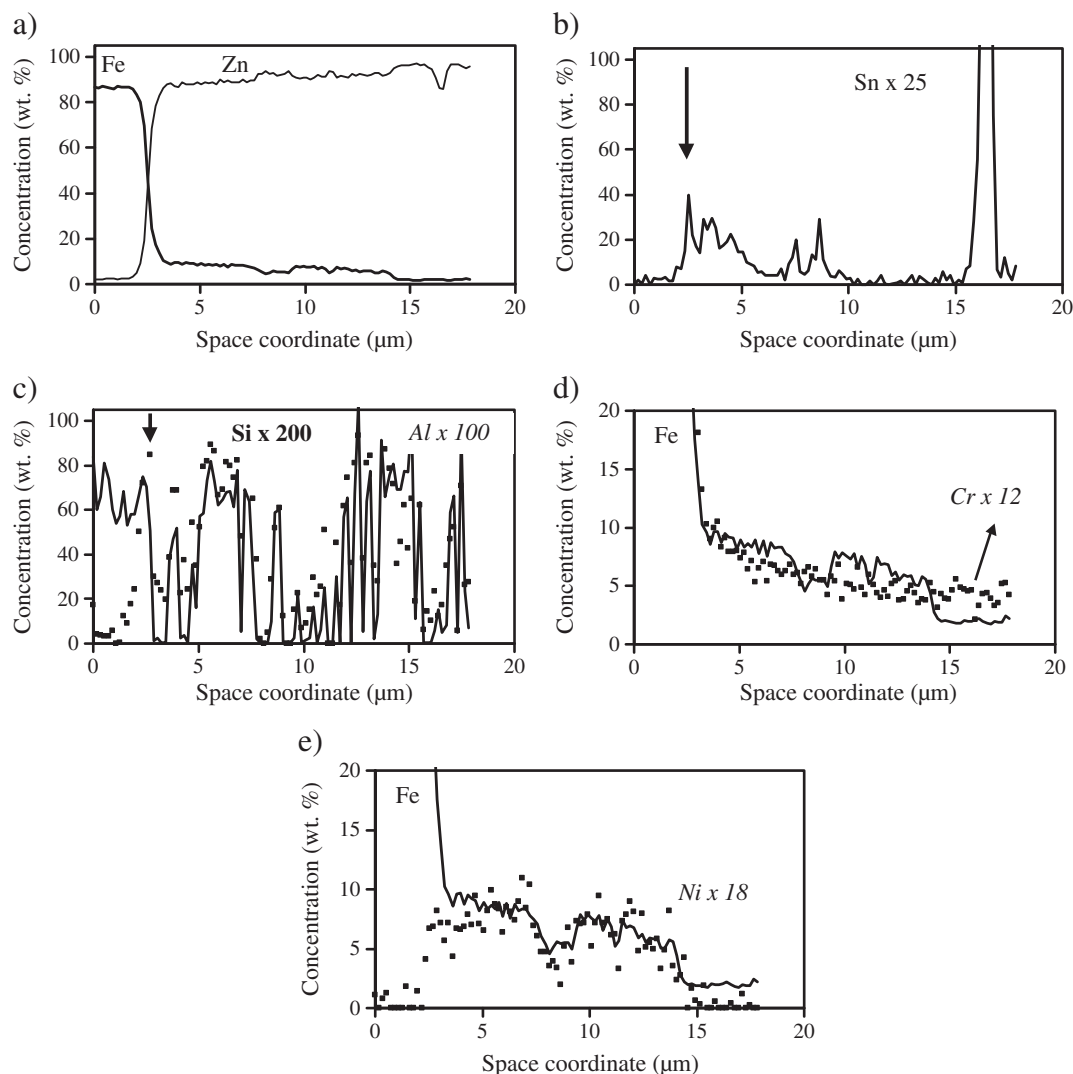 a)
100
80
60
40
20
0
Fe
Zn
Concentration (wt. %)
0 5 10 15 20
Space coordinate (μm)
b)
100
80
60
40
20
0
Sn x 25
Concentration (wt. %)
0 5 10 15 20
Space coordinate (μm)
c)
100
80
60
40
20
0
Si x 200
Al x 100
Concentration (wt. %)
0 5 10 15 20
Space coordinate (μm)
d)
20
15
10
5
0
Fe
Cr x 12
Concentration (wt. %)
0 5 10 15 20
Space coordinate (μm)
e)
20
15
10
5
0
Fe
Ni x 18
Concentration (wt. %)
0 5 10 15 20
Space coordinate (μm)